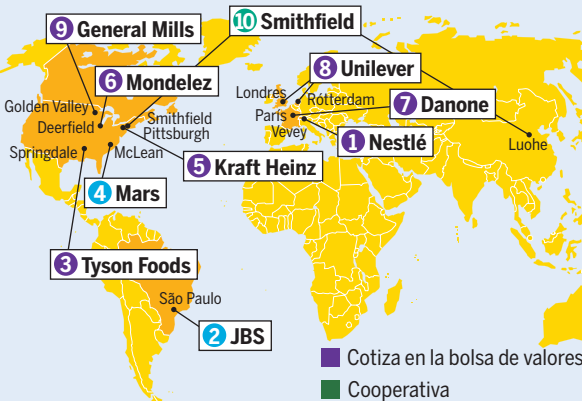 9 General Mills
10 Smithfield
6 Mondelez
8 Unilever
Londres
Rótterdam
Golden Valley
Deerfield
Smithfield
Pittsburgh
París
7 Danone
Vevey
1 Nestlé
Luohe
Springdale
McLean
5 Kraft Heinz
4 Mars
3 Tyson Foods
São Paulo
2 JBS
Cotiza en la bolsa de valores
Cooperativa